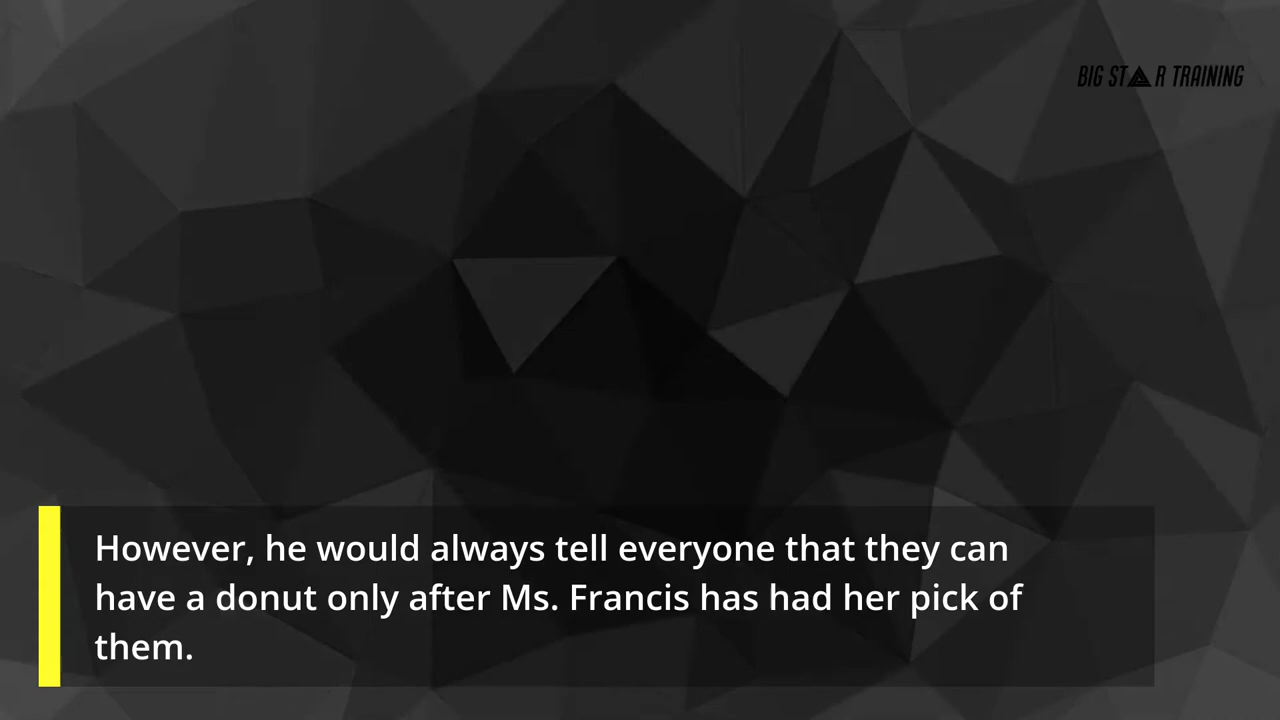 BIG STAR TRAINING
However, he would always tell everyone that they can
have a donut only after Ms. Francis has had her pick of
them.